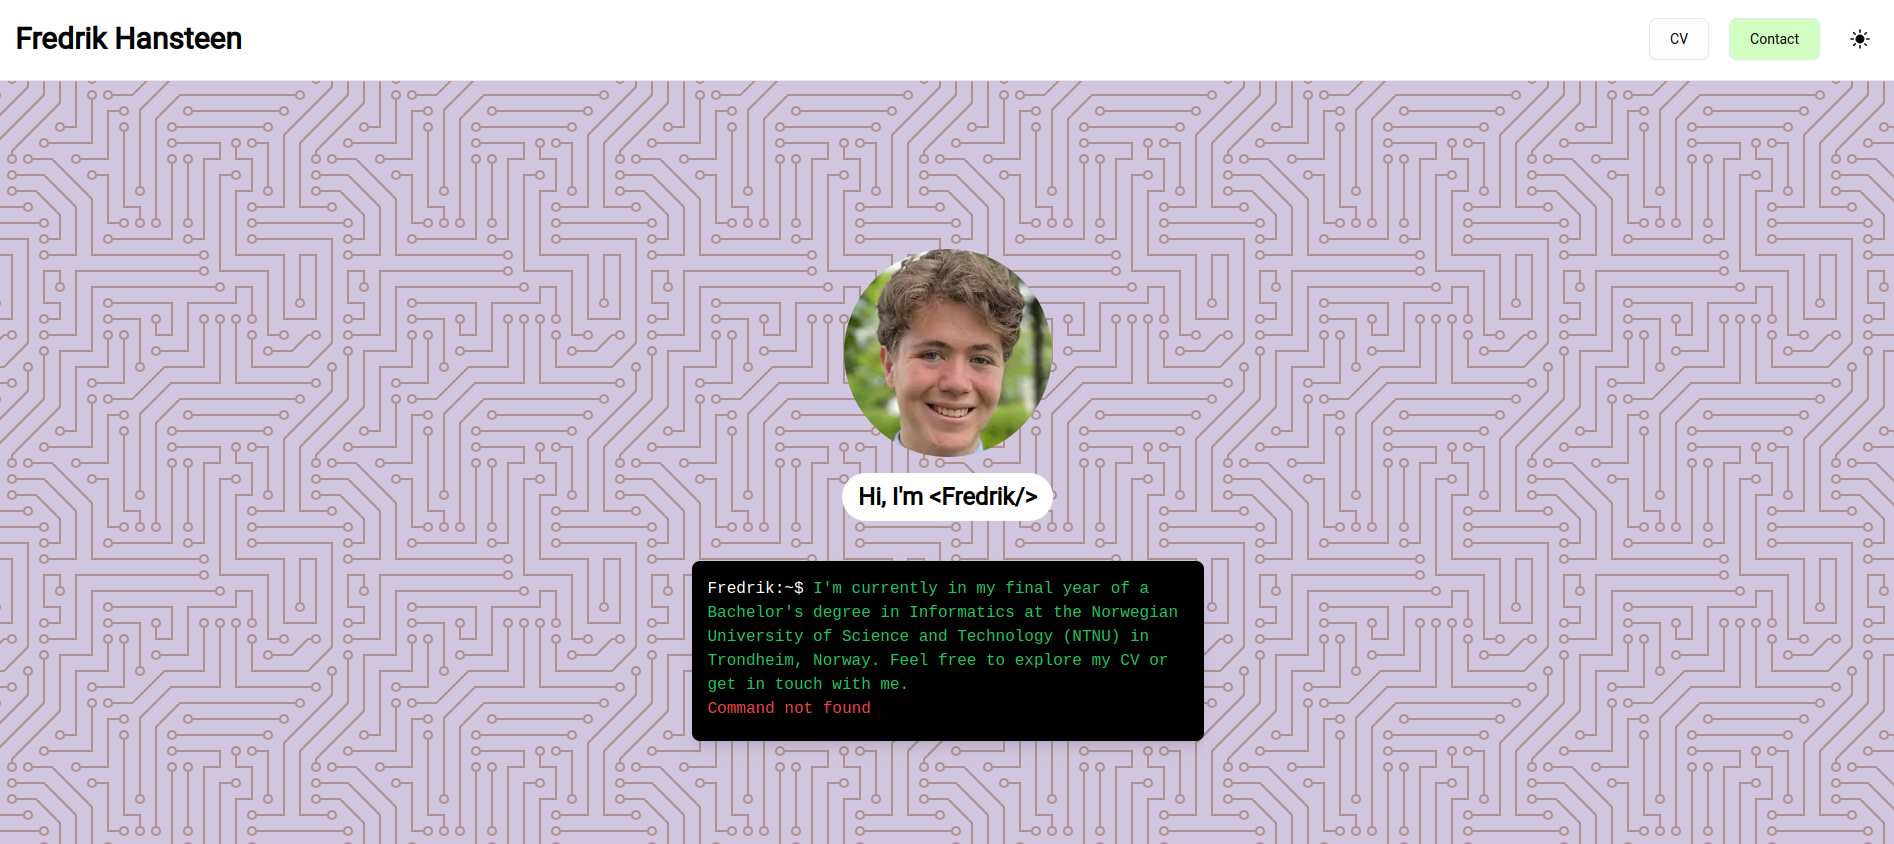 Fredrik Hansteen
CV
Contact
Hi, I'm <Fredrik/>
Fredrik:~$ I'm currently in my final year of a
Bachelor's degree in Informatics at the Norwegian
University of Science and Technology (NTNU) in
Trondheim, Norway. Feel free to explore my CV or
get in touch with me.
Command not found